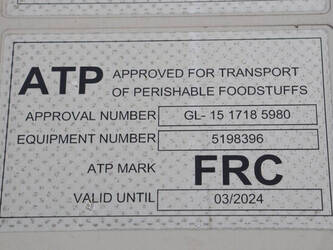 ATP APPROVED FOR TRANSPORT
OF PERISHABLE FOODSTUFFS
APPROVAL NUMBER GL- 15 1718 5980
EQUIPMENT NUMBER 5198396
ATP MARK FRC
VALID UNTIL 03/2024